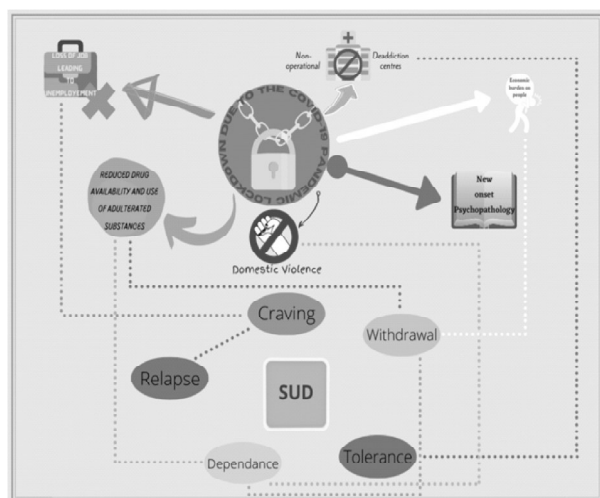 LOSS OF JOB
LEADING
TO
UNEMPLOYEMENT
Non-
operational
Deaddiction
centres
LOCKDOWN DUE TO THE COVID 19 PANDEMIC
Economic
burden on
people
REDUCED DRUG
AVAILABILITY AND USE
OF ADULTERATED
SUBSTANCES
New
onset
Psychopathology
Domestic Violence
Craving
Withdrawal
Relapse
SUD
Tolerance
Dependance